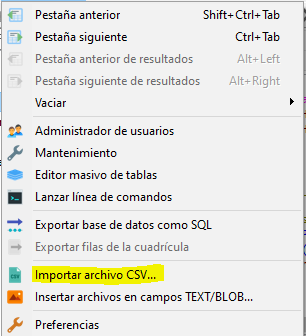 Pestaña anterior Shift+Ctrl+Tab
Pestaña siguiente Ctrl+Tab
Pestaña anterior de resultados Alt+Left
Pestaña siguiente de resultados Alt+Right
Vaciar
Administrador de usuarios
Mantenimiento
Editor masivo de tablas
Lanzar línea de comandos
Exportar base de datos como SQL
Exportar filas de la cuadrícula
Importar archivo CSV...
Insertar archivos en campos TEXT/BLOB...
Preferencias